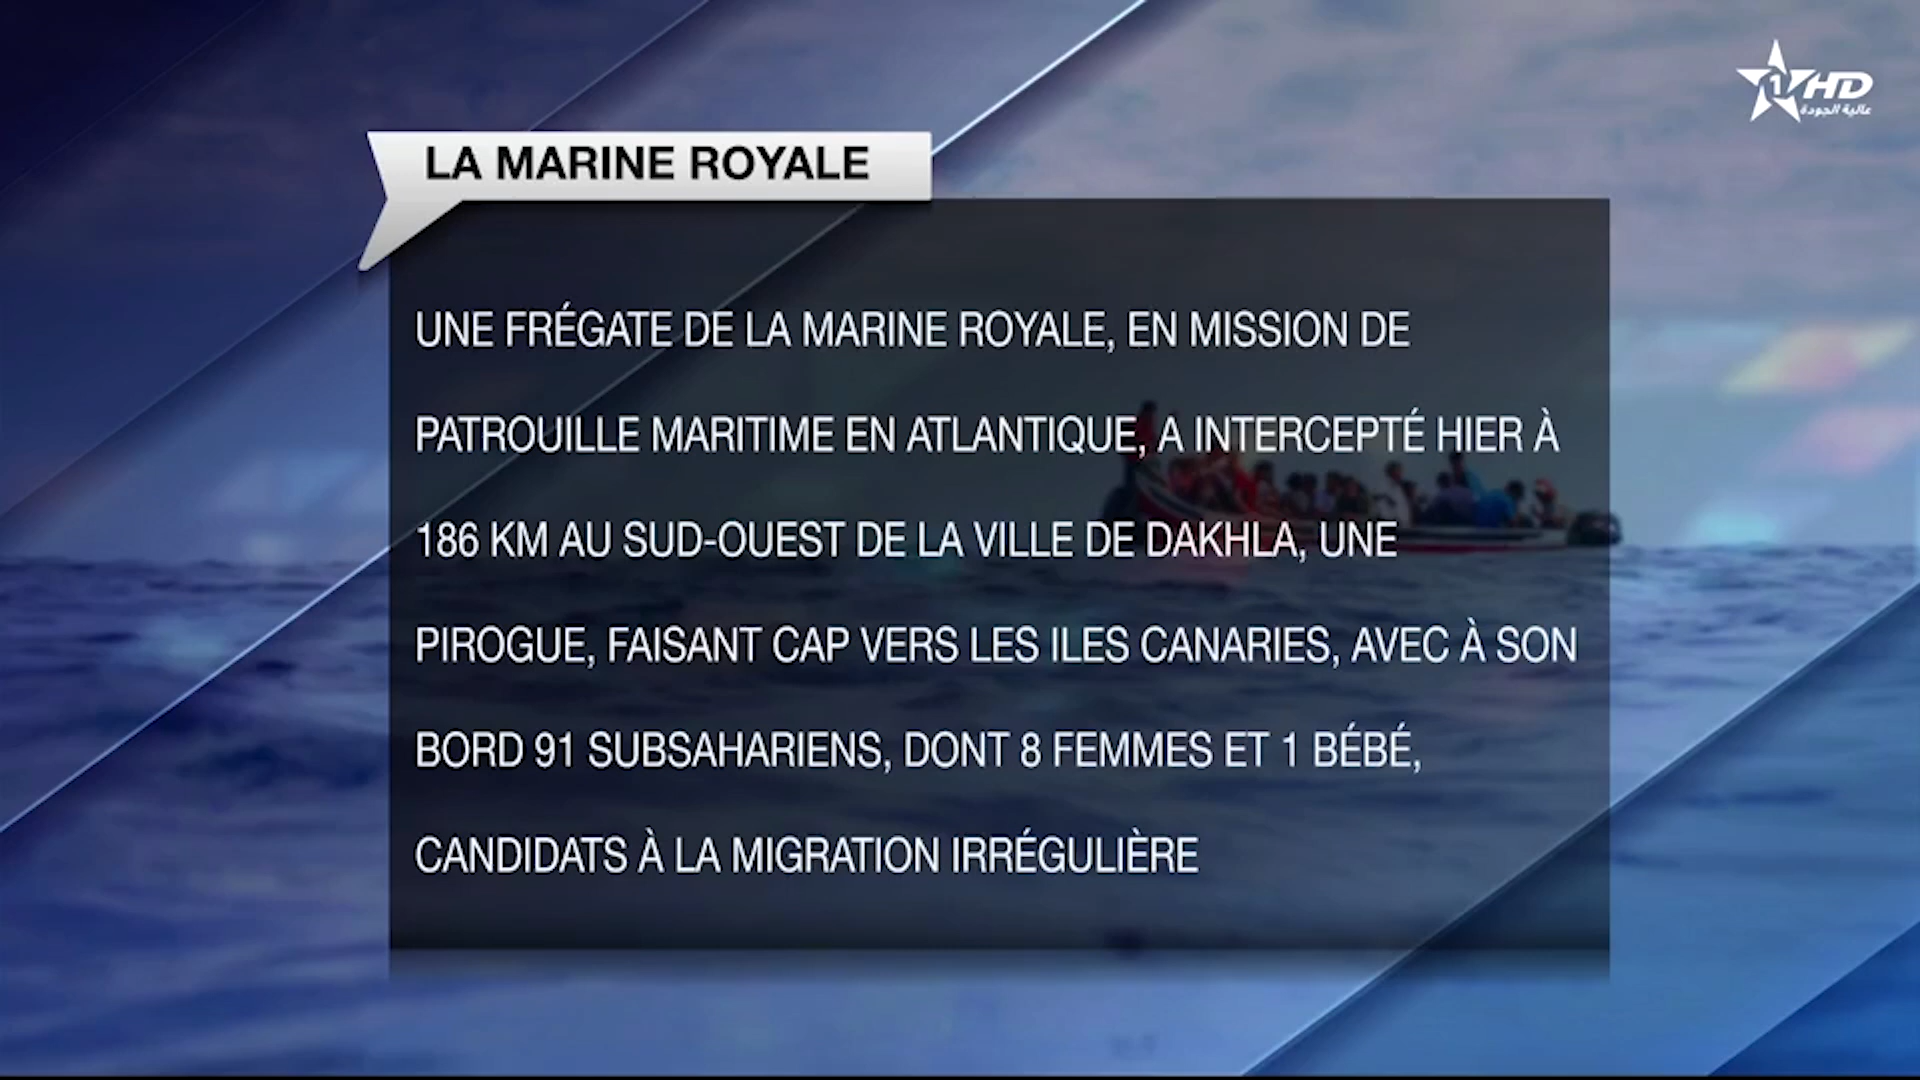 1 HD
عالية الجودة
LA MARINE ROYALE
UNE FRÉGATE DE LA MARINE ROYALE, EN MISSION DE
PATROUILLE MARITIME EN ATLANTIQUE, A INTERCEPTÉ HIER À
186 KM AU SUD-OUEST DE LA VILLE DE DAKHLA, UNE
PIROGUE, FAISANT CAP VERS LES ILES CANARIES, AVEC À SON
BORD 91 SUBSAHARIENS, DONT 8 FEMMES ET 1 BÉBÉ,
CANDIDATS À LA MIGRATION IRRÉGULIÈRE